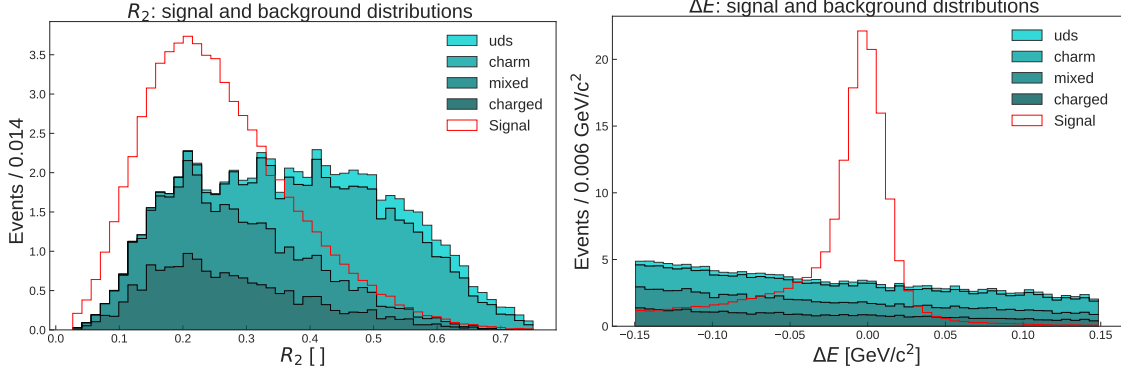 R₂: signal and background distributions
Events / 0.014
3.5
3.0
2.5
2.0
1.5
1.0
0.5
0.0
uds
charm
mixed
charged
Signal
0.0 0.1 0.2 0.3 0.4 0.5 0.6 0.7
R₂ [ ]
ΔE: signal and background distributions
Events / 0.006 GeV/c²
20
15
10
5
0
uds
charm
mixed
charged
Signal
−0.15 −0.10 −0.05 0.00 0.05 0.10 0.15
ΔE [GeV/c²]